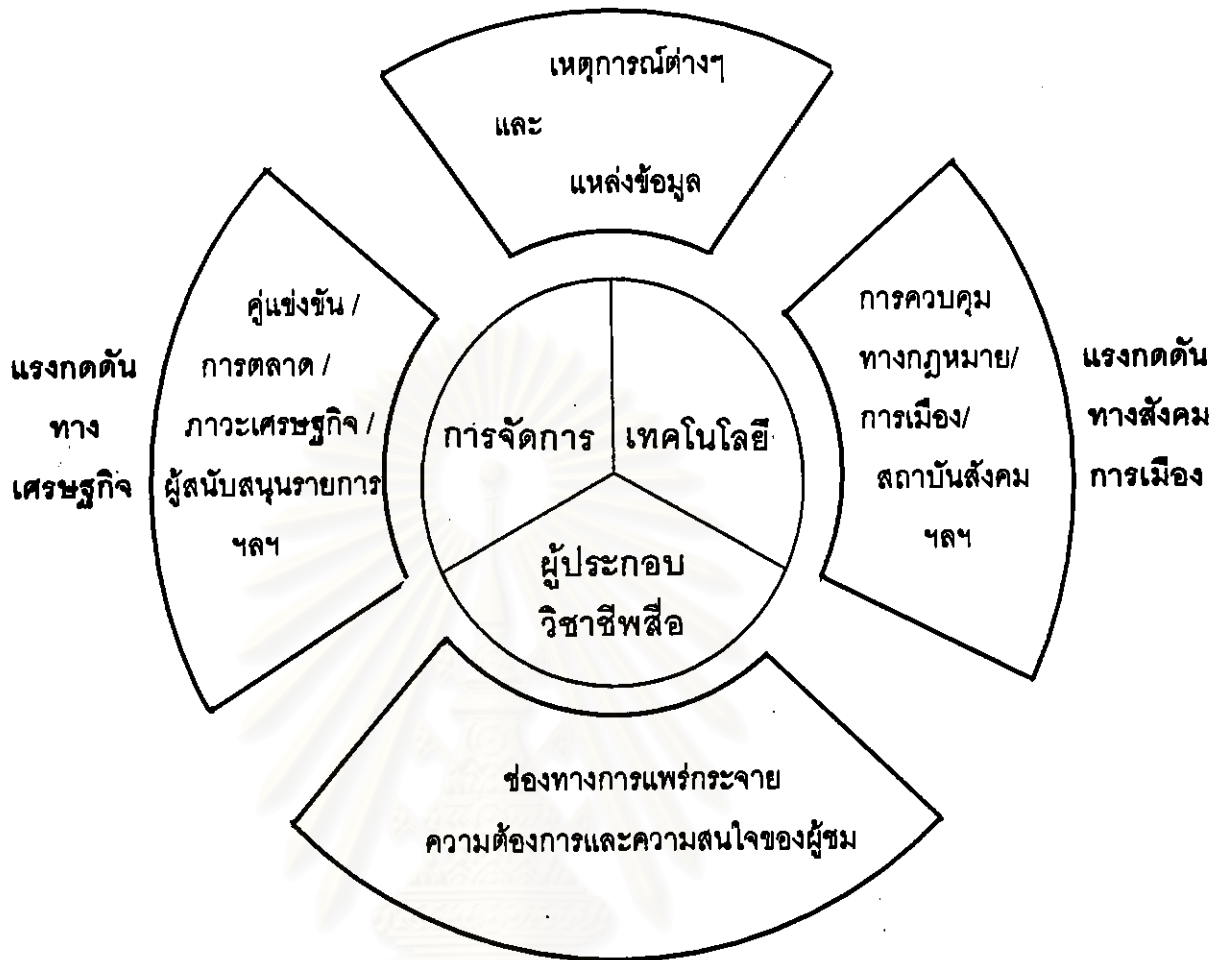 เหตุการณ์ต่างๆ
และ
แหล่งข้อมูล
แรงกดดัน
ทาง
เศรษฐกิจ
คู่แข่งขัน /
การตลาด /
ภาวะเศรษฐกิจ /
ผู้สนับสนุนรายการ
ฯลฯ
การจัดการ
เทคโนโลยี
ผู้ประกอบ
วิชาชีพสื่อ
การควบคุม
ทางกฎหมาย/
การเมือง/
สถาบันสังคม
ฯลฯ
แรงกดดัน
ทางสังคม
การเมือง
ช่องทางการแพร่กระจาย
ความต้องการและความสนใจของผู้ชม